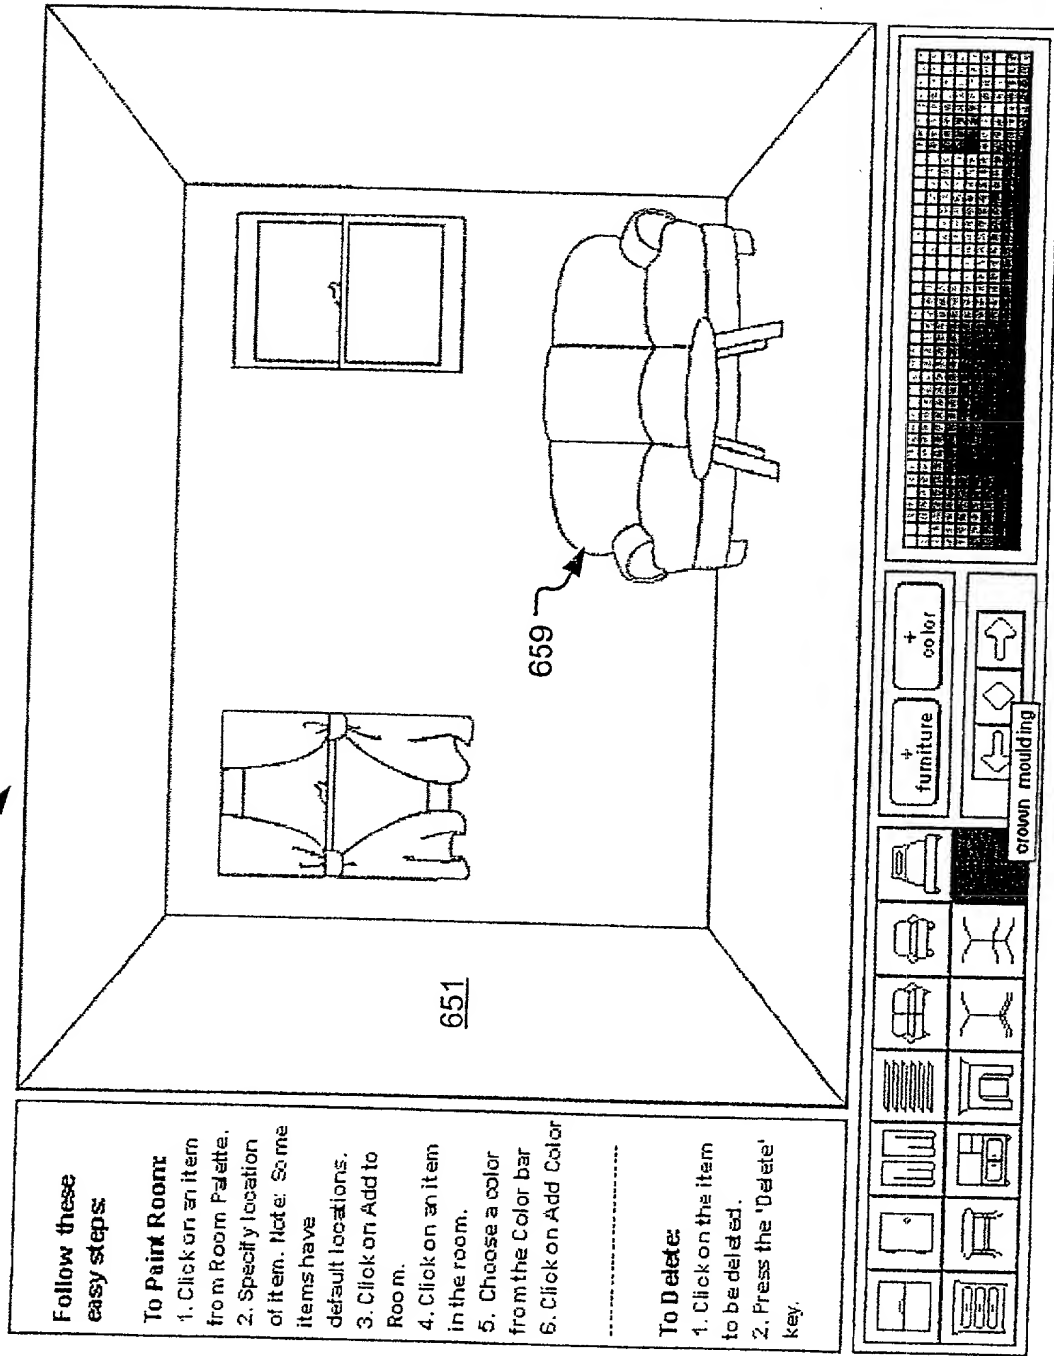 Follow these
easy steps:
To Paint Room:
1. Click on an item
from Room Palette.
2. Specify location
of item. Note: Some
items have
default locations.
3. Click on Add to
Room.
4. Click on an item
in the room.
5. Choose a color
from the Color bar
6. Click on Add Color
To Delete:
1. Click on the item
to be deleted.
2. Press the 'Delete'
key.
651
659
+
furniture
+
color
crown moulding